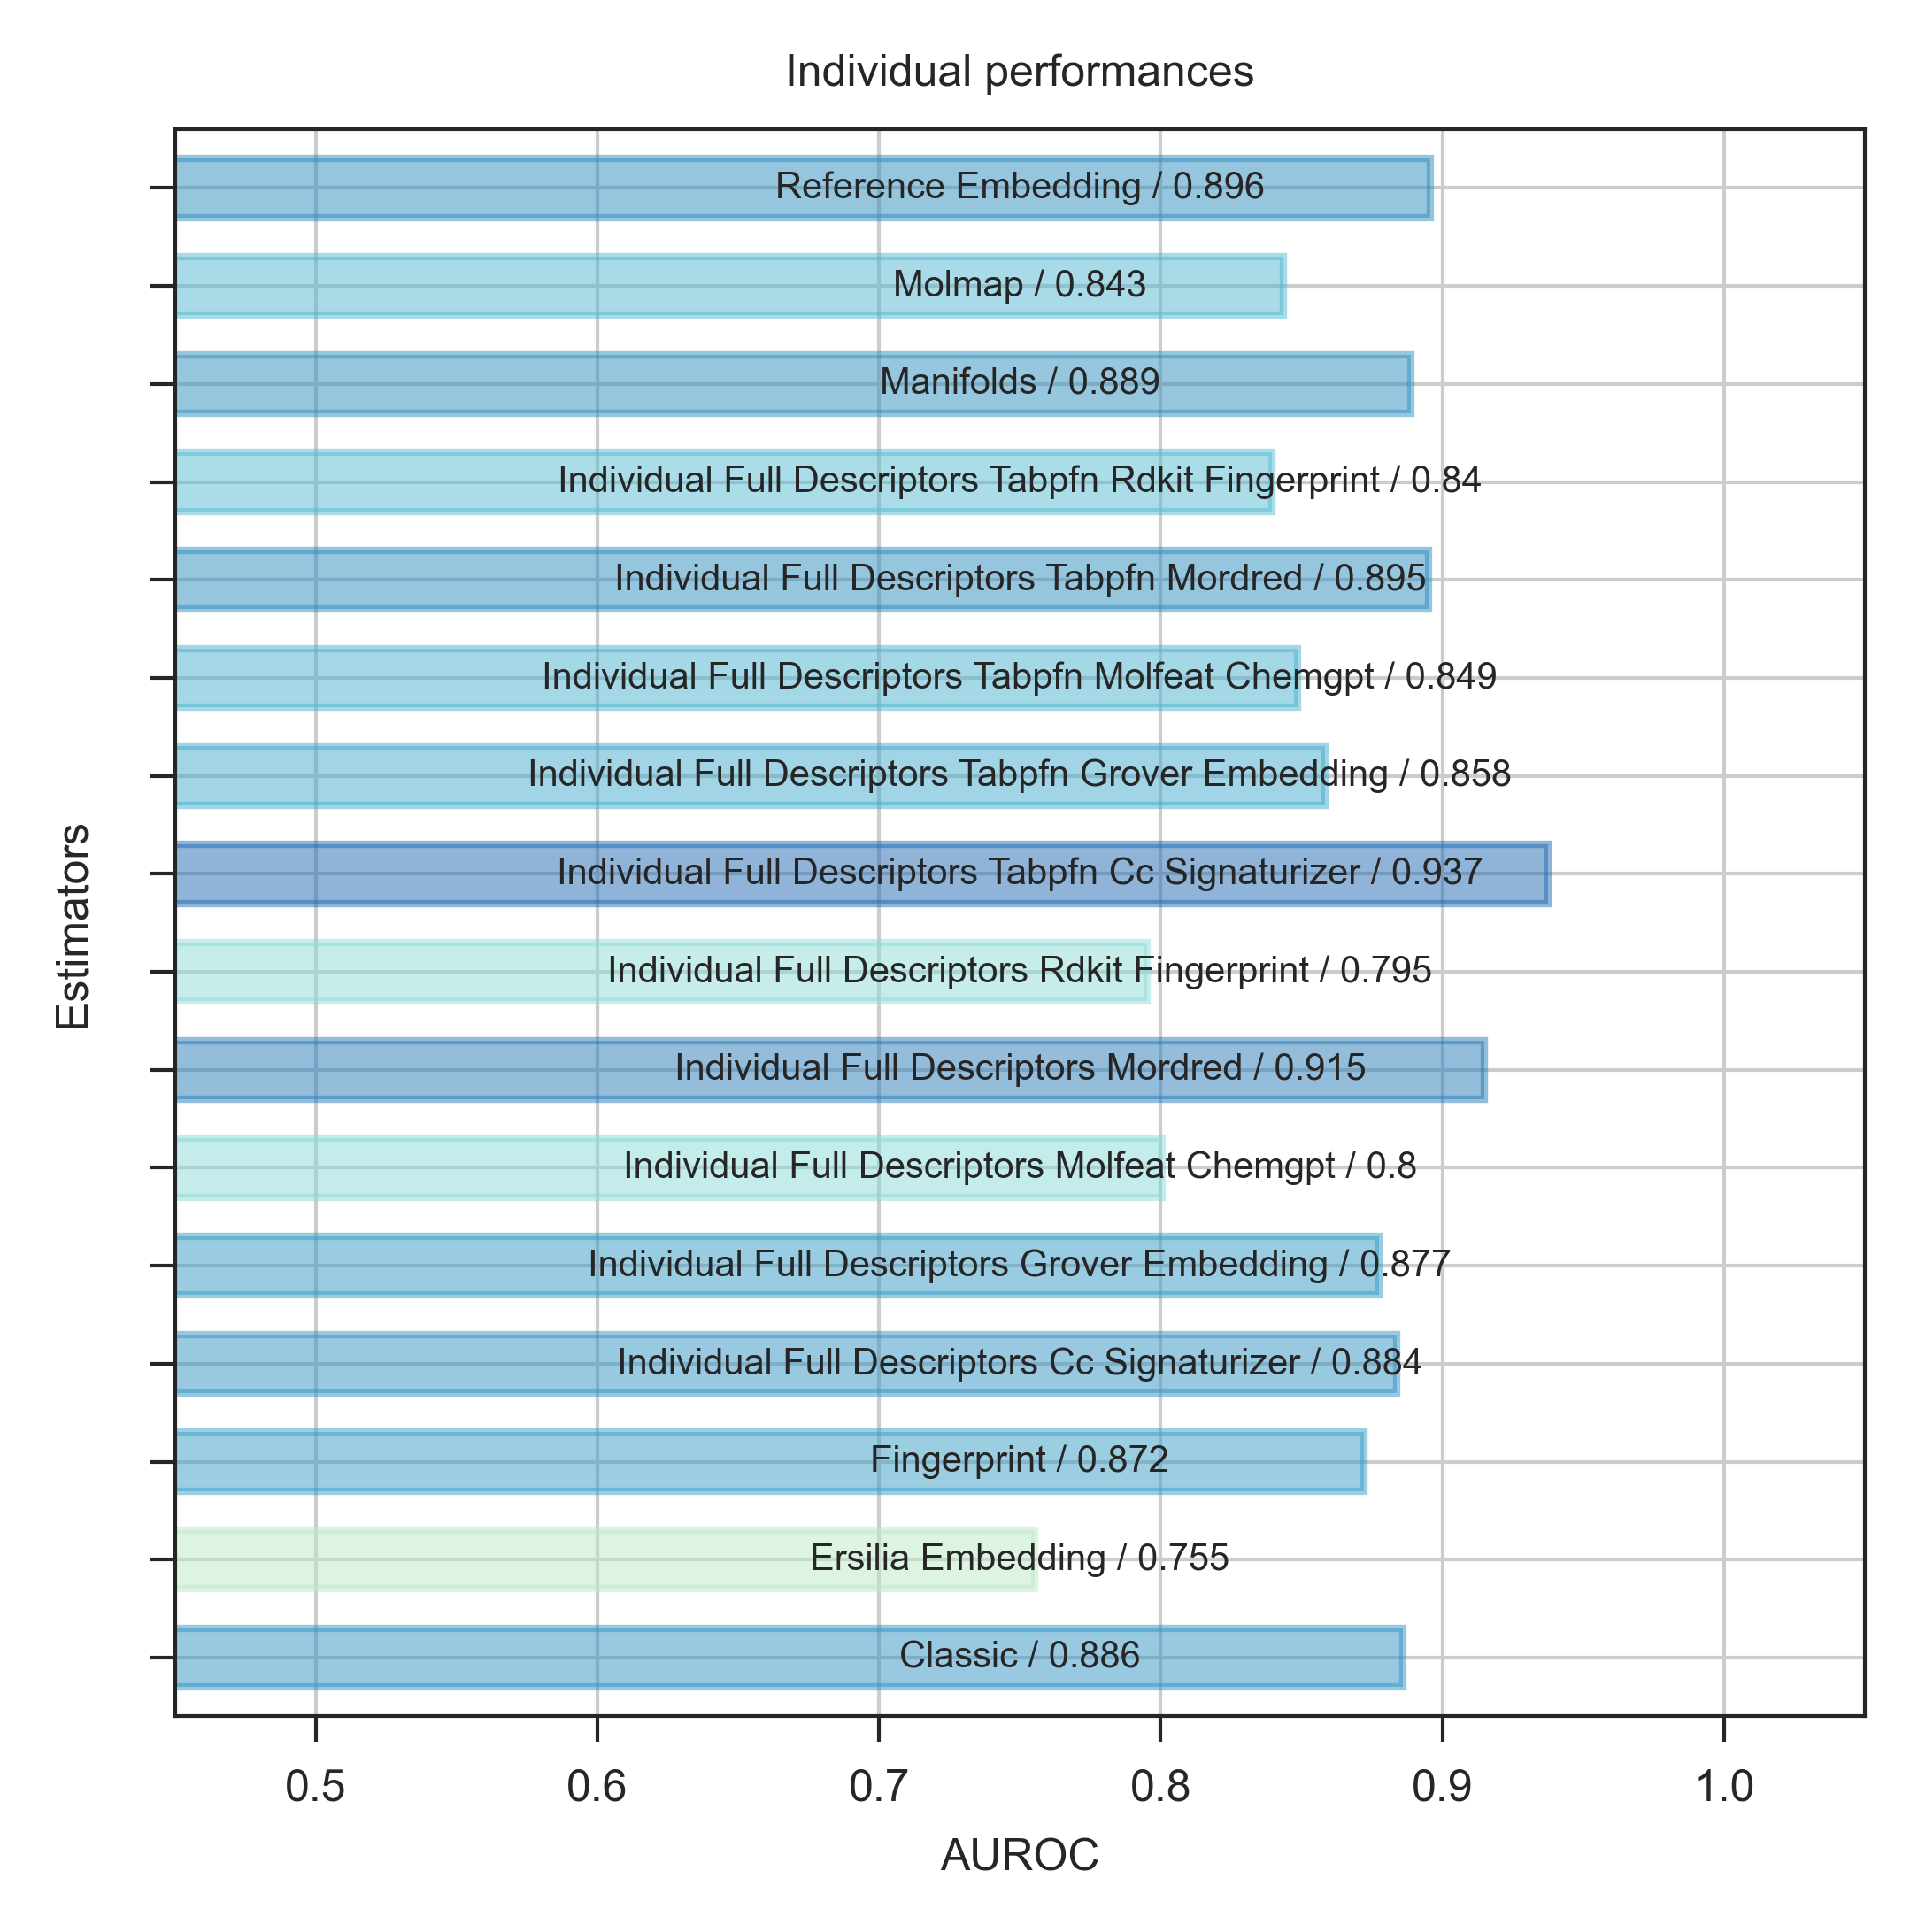 Individual performances
Reference Embedding / 0.896
Molmap / 0.843
Manifolds / 0.889
Individual Full Descriptors Tabpfn Rdkit Fingerprint / 0.84
Individual Full Descriptors Tabpfn Mordred / 0.895
Individual Full Descriptors Tabpfn Molfeat Chemgpt / 0.849
Individual Full Descriptors Tabpfn Grover Embedding / 0.858
Individual Full Descriptors Tabpfn Cc Signaturizer / 0.937
Individual Full Descriptors Rdkit Fingerprint / 0.795
Individual Full Descriptors Mordred / 0.915
Individual Full Descriptors Molfeat Chemgpt / 0.8
Individual Full Descriptors Grover Embedding / 0.877
Individual Full Descriptors Cc Signaturizer / 0.884
Fingerprint / 0.872
Ersilia Embedding / 0.755
Classic / 0.886
Estimators
0.5 0.6 0.7 0.8 0.9 1.0
AUROC